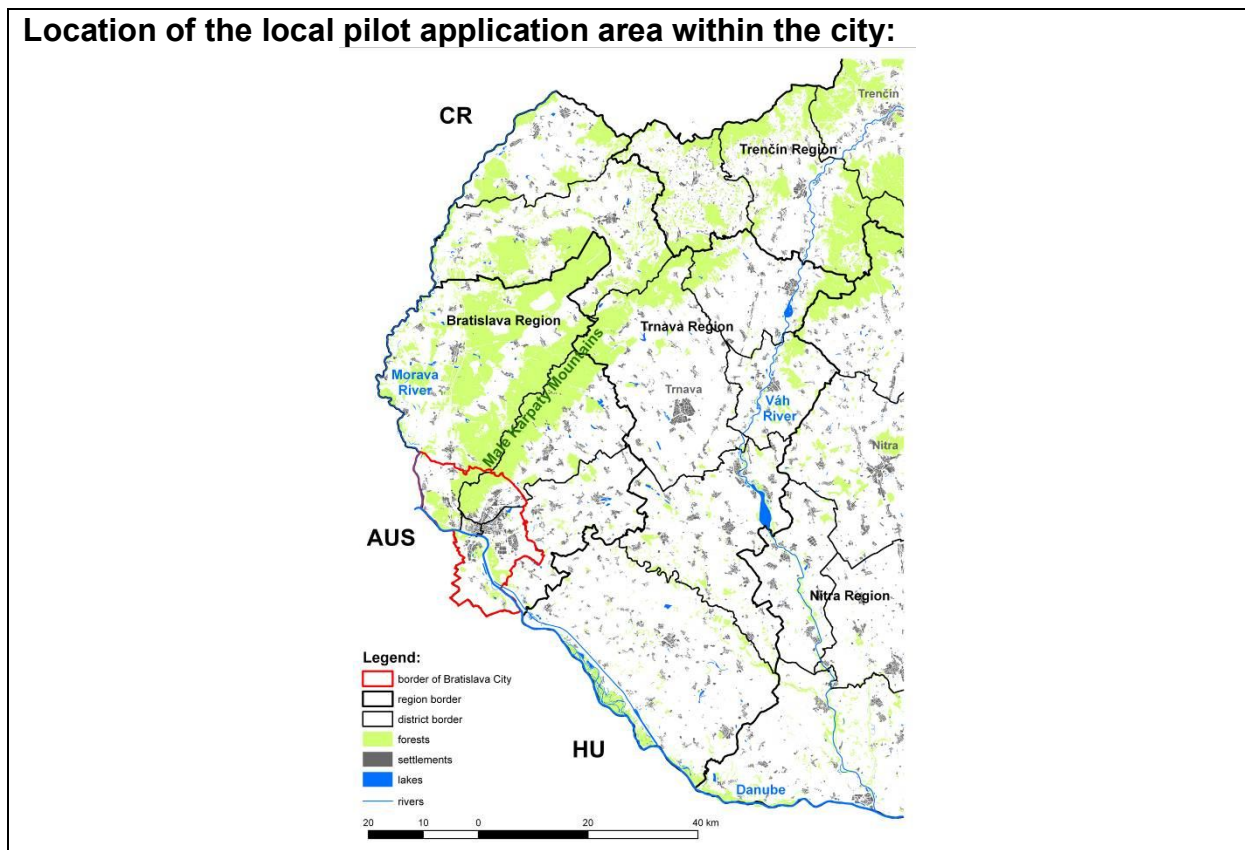 Location of the local pilot application area within the city:
CR
Trenčín
Trenčín Region
Bratislava Region
Trnava Region
Male Karpaty Mountains
Morava
River
Trnava
Váh
River
Nitra
AUS
Nitra Region
Legend:
border of Bratislava City
region border
district border
forests
settlements
lakes
rivers
HU
Danube
20 10 0 20 40 km